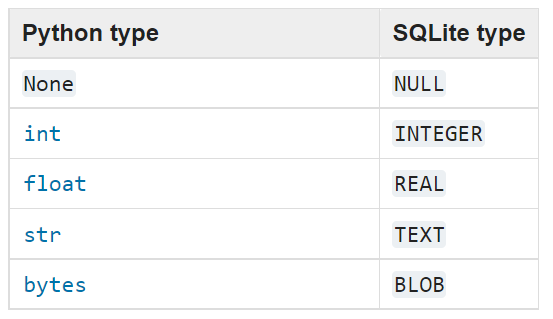 Python type SQLite type
None NULL
int INTEGER
float REAL
str TEXT
bytes BLOB